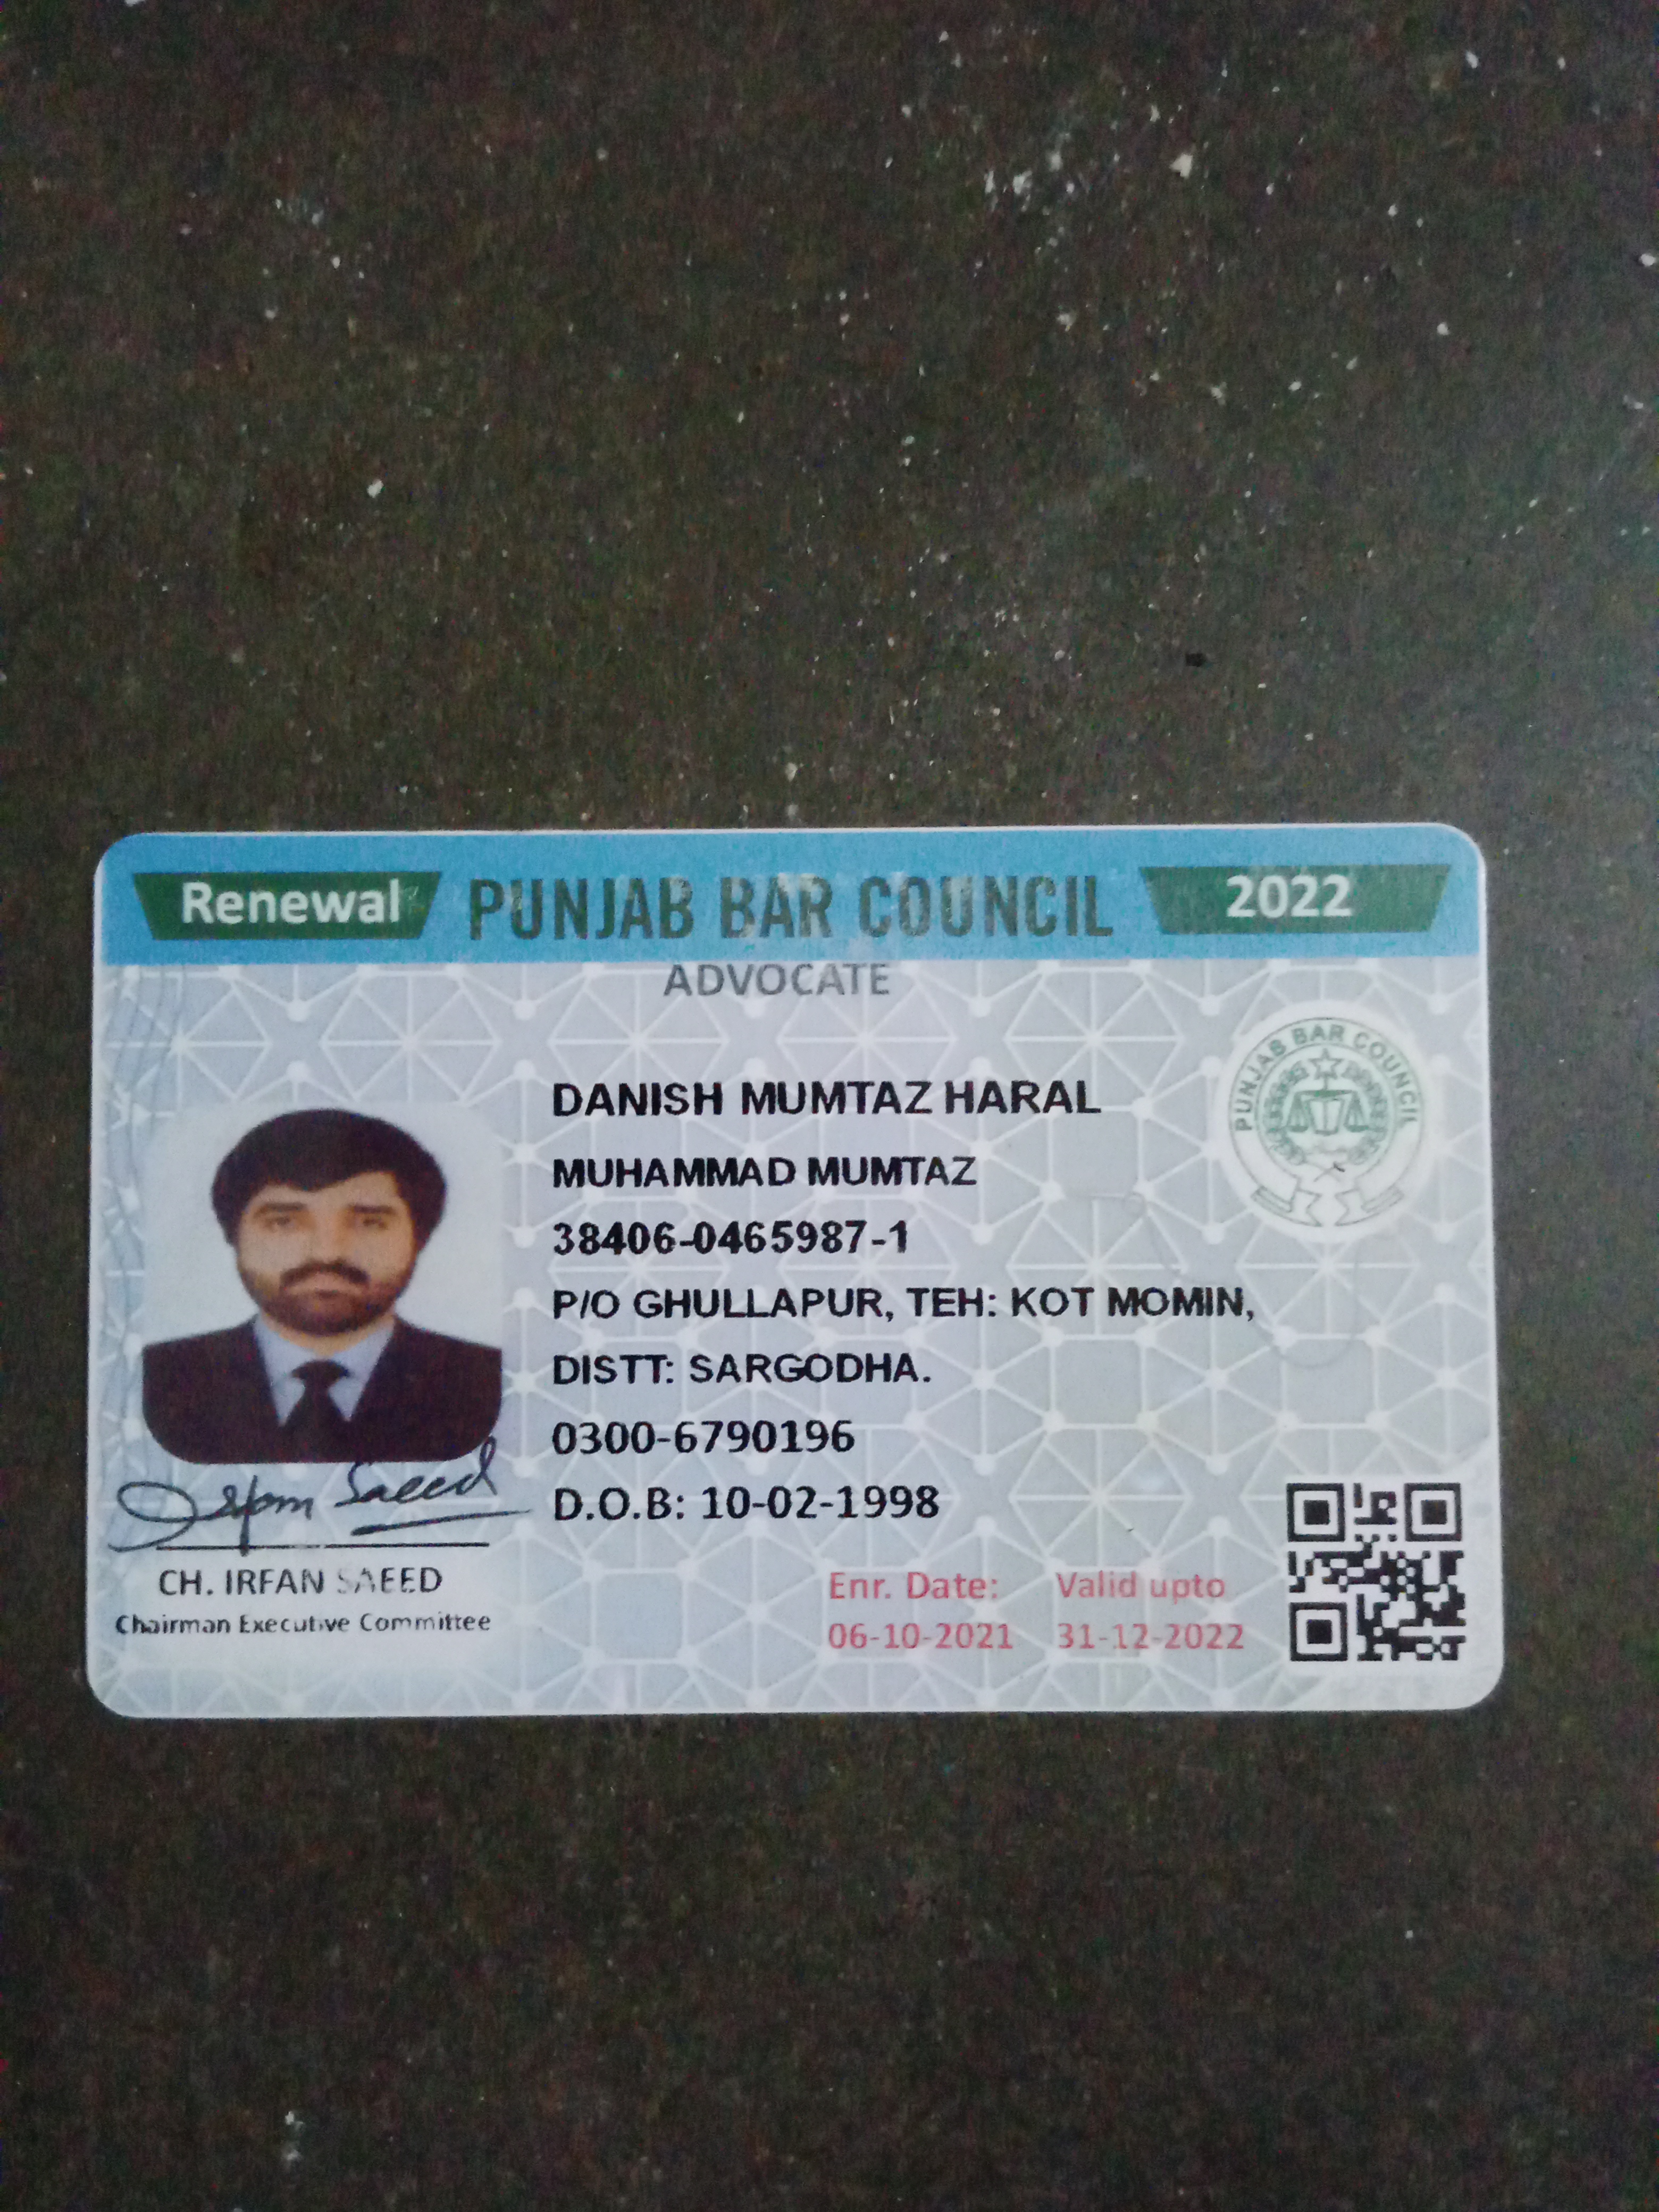 Renewal PUNJAB BAR COUNCIL 2022
ADVOCATE
PUNJAB BAR COUNCIL
DANISH MUMTAZ HARAL
MUHAMMAD MUMTAZ
38406-0465987-1
P/O GHULLAPUR, TEH: KOT MOMIN,
DISTT: SARGODHA.
0300-6790196
D.O.B: 10-02-1998
Irfan Saeed
CH. IRFAN SAEED
Chairman Executive Committee
Enr. Date: Valid upto
06-10-2021 31-12-2022